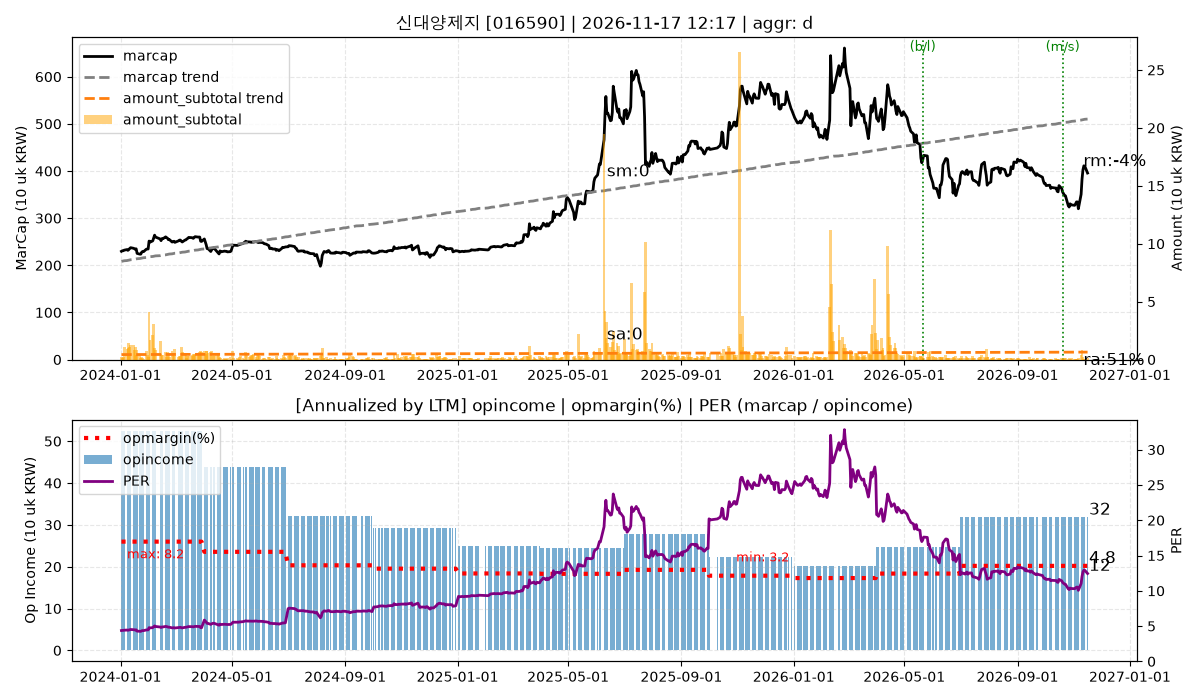 신대양제지 [016590] | 2026-11-17 12:17 | aggr: d
marcap
marcap trend
amount_subtotal trend
amount_subtotal
(b/l)
(m/s)
sm:0
sa:0
rm:-4%
ra:51%
MarCap (10 uk KRW)
600
500
400
300
200
100
0
Amount (10 uk KRW)
25
20
15
10
5
0
2024-01-01 2024-05-01 2024-09-01 2025-01-01 2025-05-01 2025-09-01 2026-01-01 2026-05-01 2026-09-01 2027-01-01
[Annualized by LTM] opincome | opmargin(%) | PER (marcap / opincome)
opmargin(%)
opincome
PER
max: 8.2
min: 3.2
32
4.8
12
Op Income (10 uk KRW)
50
40
30
20
10
0
PER
30
25
20
15
10
5
0
2024-01-01 2024-05-01 2024-09-01 2025-01-01 2025-05-01 2025-09-01 2026-01-01 2026-05-01 2026-09-01 2027-01-01